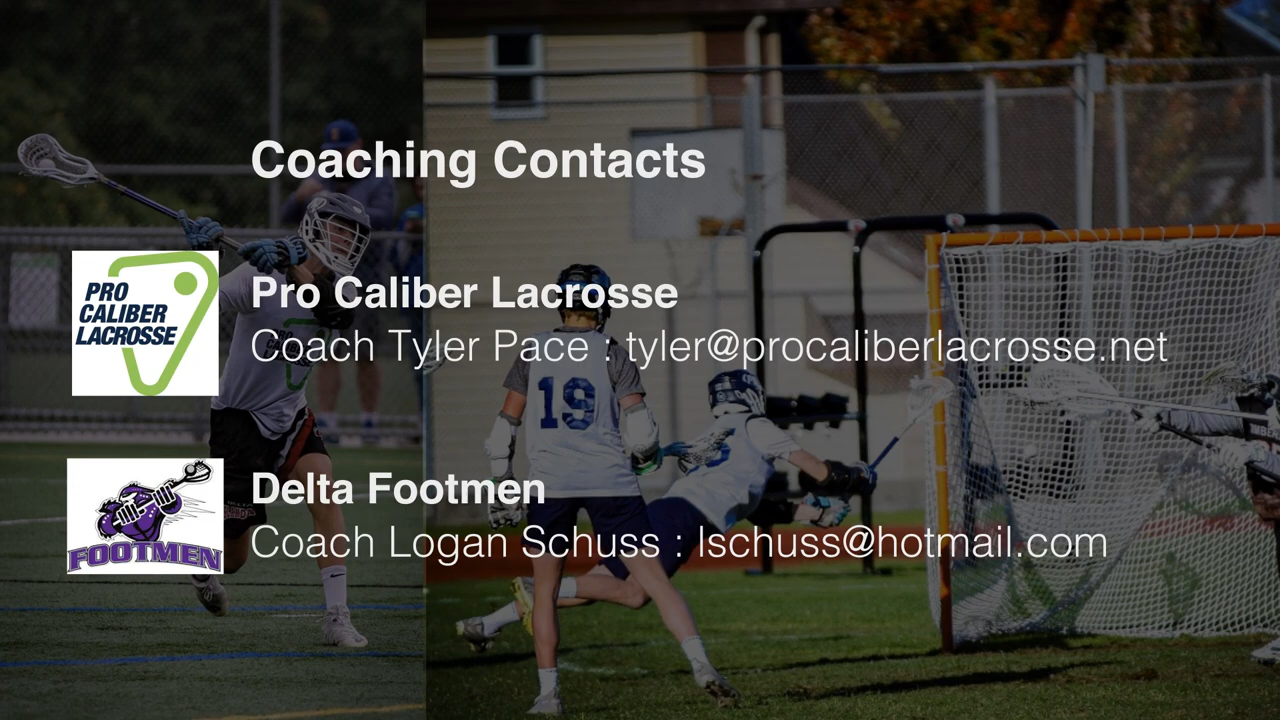 Coaching Contacts
PRO
CALIBER
LACROSSE
Pro Caliber Lacrosse
Coach Tyler Pace : tyler@procaliberlacrosse.net
19
FOOTMEN
Delta Footmen
Coach Logan Schuss : lschuss@hotmail.com